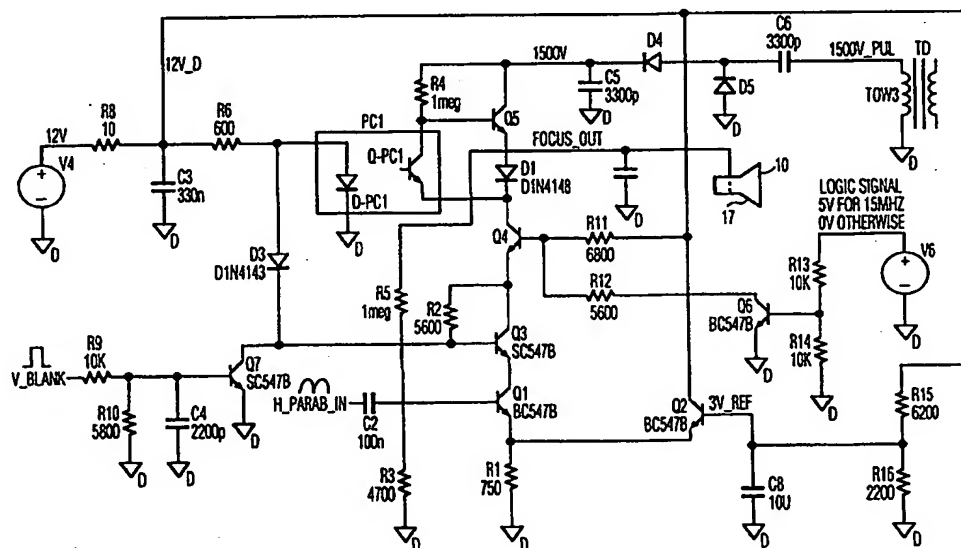 C6
3300p
1500V
D4
1500V_PUL
TD
12V_D
R4
1meg
C5
3300p
D5
TOW3
R8
10
R6
600
PC1
Q5
12V
FOCUS_OUT
D
D
V4
Q-PC1
D1
D1N4148
10
C3
330n
D-PC1
D
17
LOGIC SIGNAL
5V FOR 15MHZ
0V OTHERWISE
D
D
D
Q4
R11
6800
V6
D3
D1N4143
R13
10K
R12
5600
R5
1meg
R2
5600
Q6
BC547B
D
R14
10K
Q3
SC547B
R9
10K
Q7
SC547B
D
D
V_BLANK
H_PARAB_IN
Q1
BC547B
Q2
BC547B
3V_REF
R15
6200
R10
5800
C4
2200p
C2
100n
D
D
D
R3
4700
R1
750
C8
10U
R16
2200
D
D
D
D